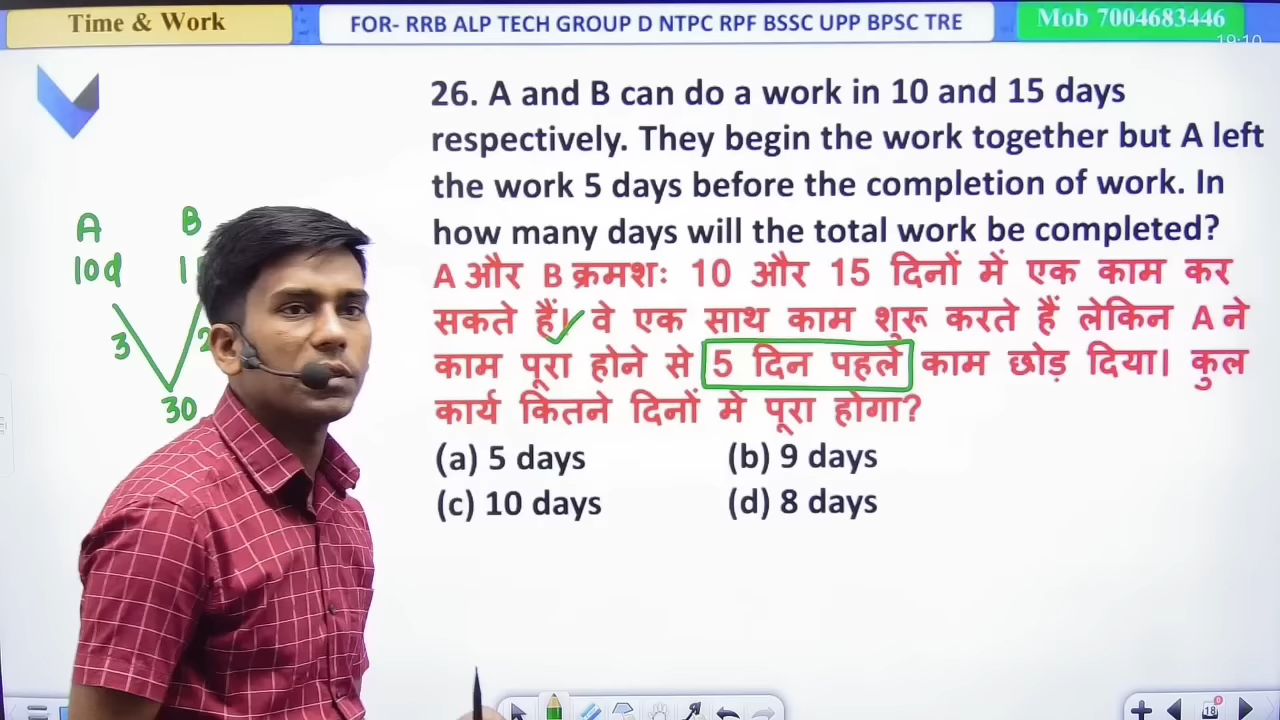 Time & Work
FOR- RRB ALP TECH GROUP D NTPC RPF BSSC UPP BPSC TRE
Mob 7004683446
19:10
26. A and B can do a work in 10 and 15 days
respectively. They begin the work together but A left
the work 5 days before the completion of work. In
how many days will the total work be completed?
A और B क्रमशः 10 और 15 दिनों में एक काम कर
सकते हैं। वे एक साथ काम शुरू करते हैं लेकिन A ने
काम पूरा होने से 5 दिन पहले काम छोड़ दिया। कुल
कार्य कितने दिनों में पूरा होगा?
(a) 5 days (b) 9 days
(c) 10 days (d) 8 days
A B
10d
3 2
30
18